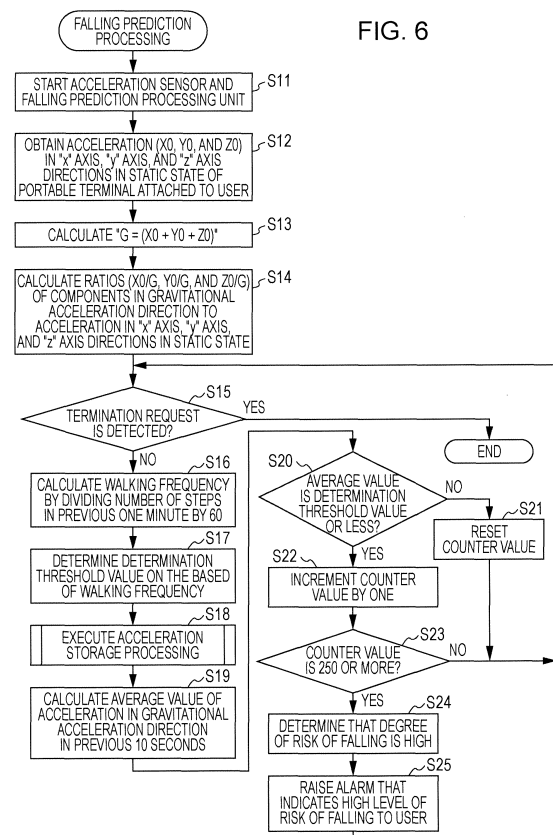 FALLING PREDICTION
PROCESSING
FIG. 6
START ACCELERATION SENSOR AND
FALLING PREDICTION PROCESSING UNIT
S11
OBTAIN ACCELERATION (X0, Y0, AND Z0)
IN "x" AXIS, "y" AXIS, AND "z" AXIS
DIRECTIONS IN STATIC STATE OF
PORTABLE TERMINAL ATTACHED TO USER
S12
CALCULATE "G = (X0 + Y0 + Z0)"
S13
CALCULATE RATIOS (X0/G, Y0/G, AND Z0/G)
OF COMPONENTS IN GRAVITATIONAL
ACCELERATION DIRECTION TO
ACCELERATION IN "x" AXIS, "y" AXIS,
AND "z" AXIS DIRECTIONS IN STATIC STATE
S14
TERMINATION REQUEST
IS DETECTED?
S15
YES
NO
END
CALCULATE WALKING FREQUENCY
BY DIVIDING NUMBER OF STEPS
IN PREVIOUS ONE MINUTE BY 60
S16
DETERMINE DETERMINATION
THRESHOLD VALUE ON THE BASED
OF WALKING FREQUENCY
S17
EXECUTE ACCELERATION
STORAGE PROCESSING
S18
CALCULATE AVERAGE VALUE OF
ACCELERATION IN GRAVITATIONAL
ACCELERATION DIRECTION
IN PREVIOUS 10 SECONDS
S19
S20
AVERAGE VALUE
IS DETERMINATION
THRESHOLD VALUE
OR LESS?
NO
YES
S21
RESET
COUNTER VALUE
S22
INCREMENT COUNTER
VALUE BY ONE
S23
COUNTER VALUE
IS 250 OR MORE?
NO
YES
S24
DETERMINE THAT DEGREE
OF RISK OF FALLING IS HIGH
S25
RAISE ALARM THAT
INDICATES HIGH LEVEL OF
RISK OF FALLING TO USER